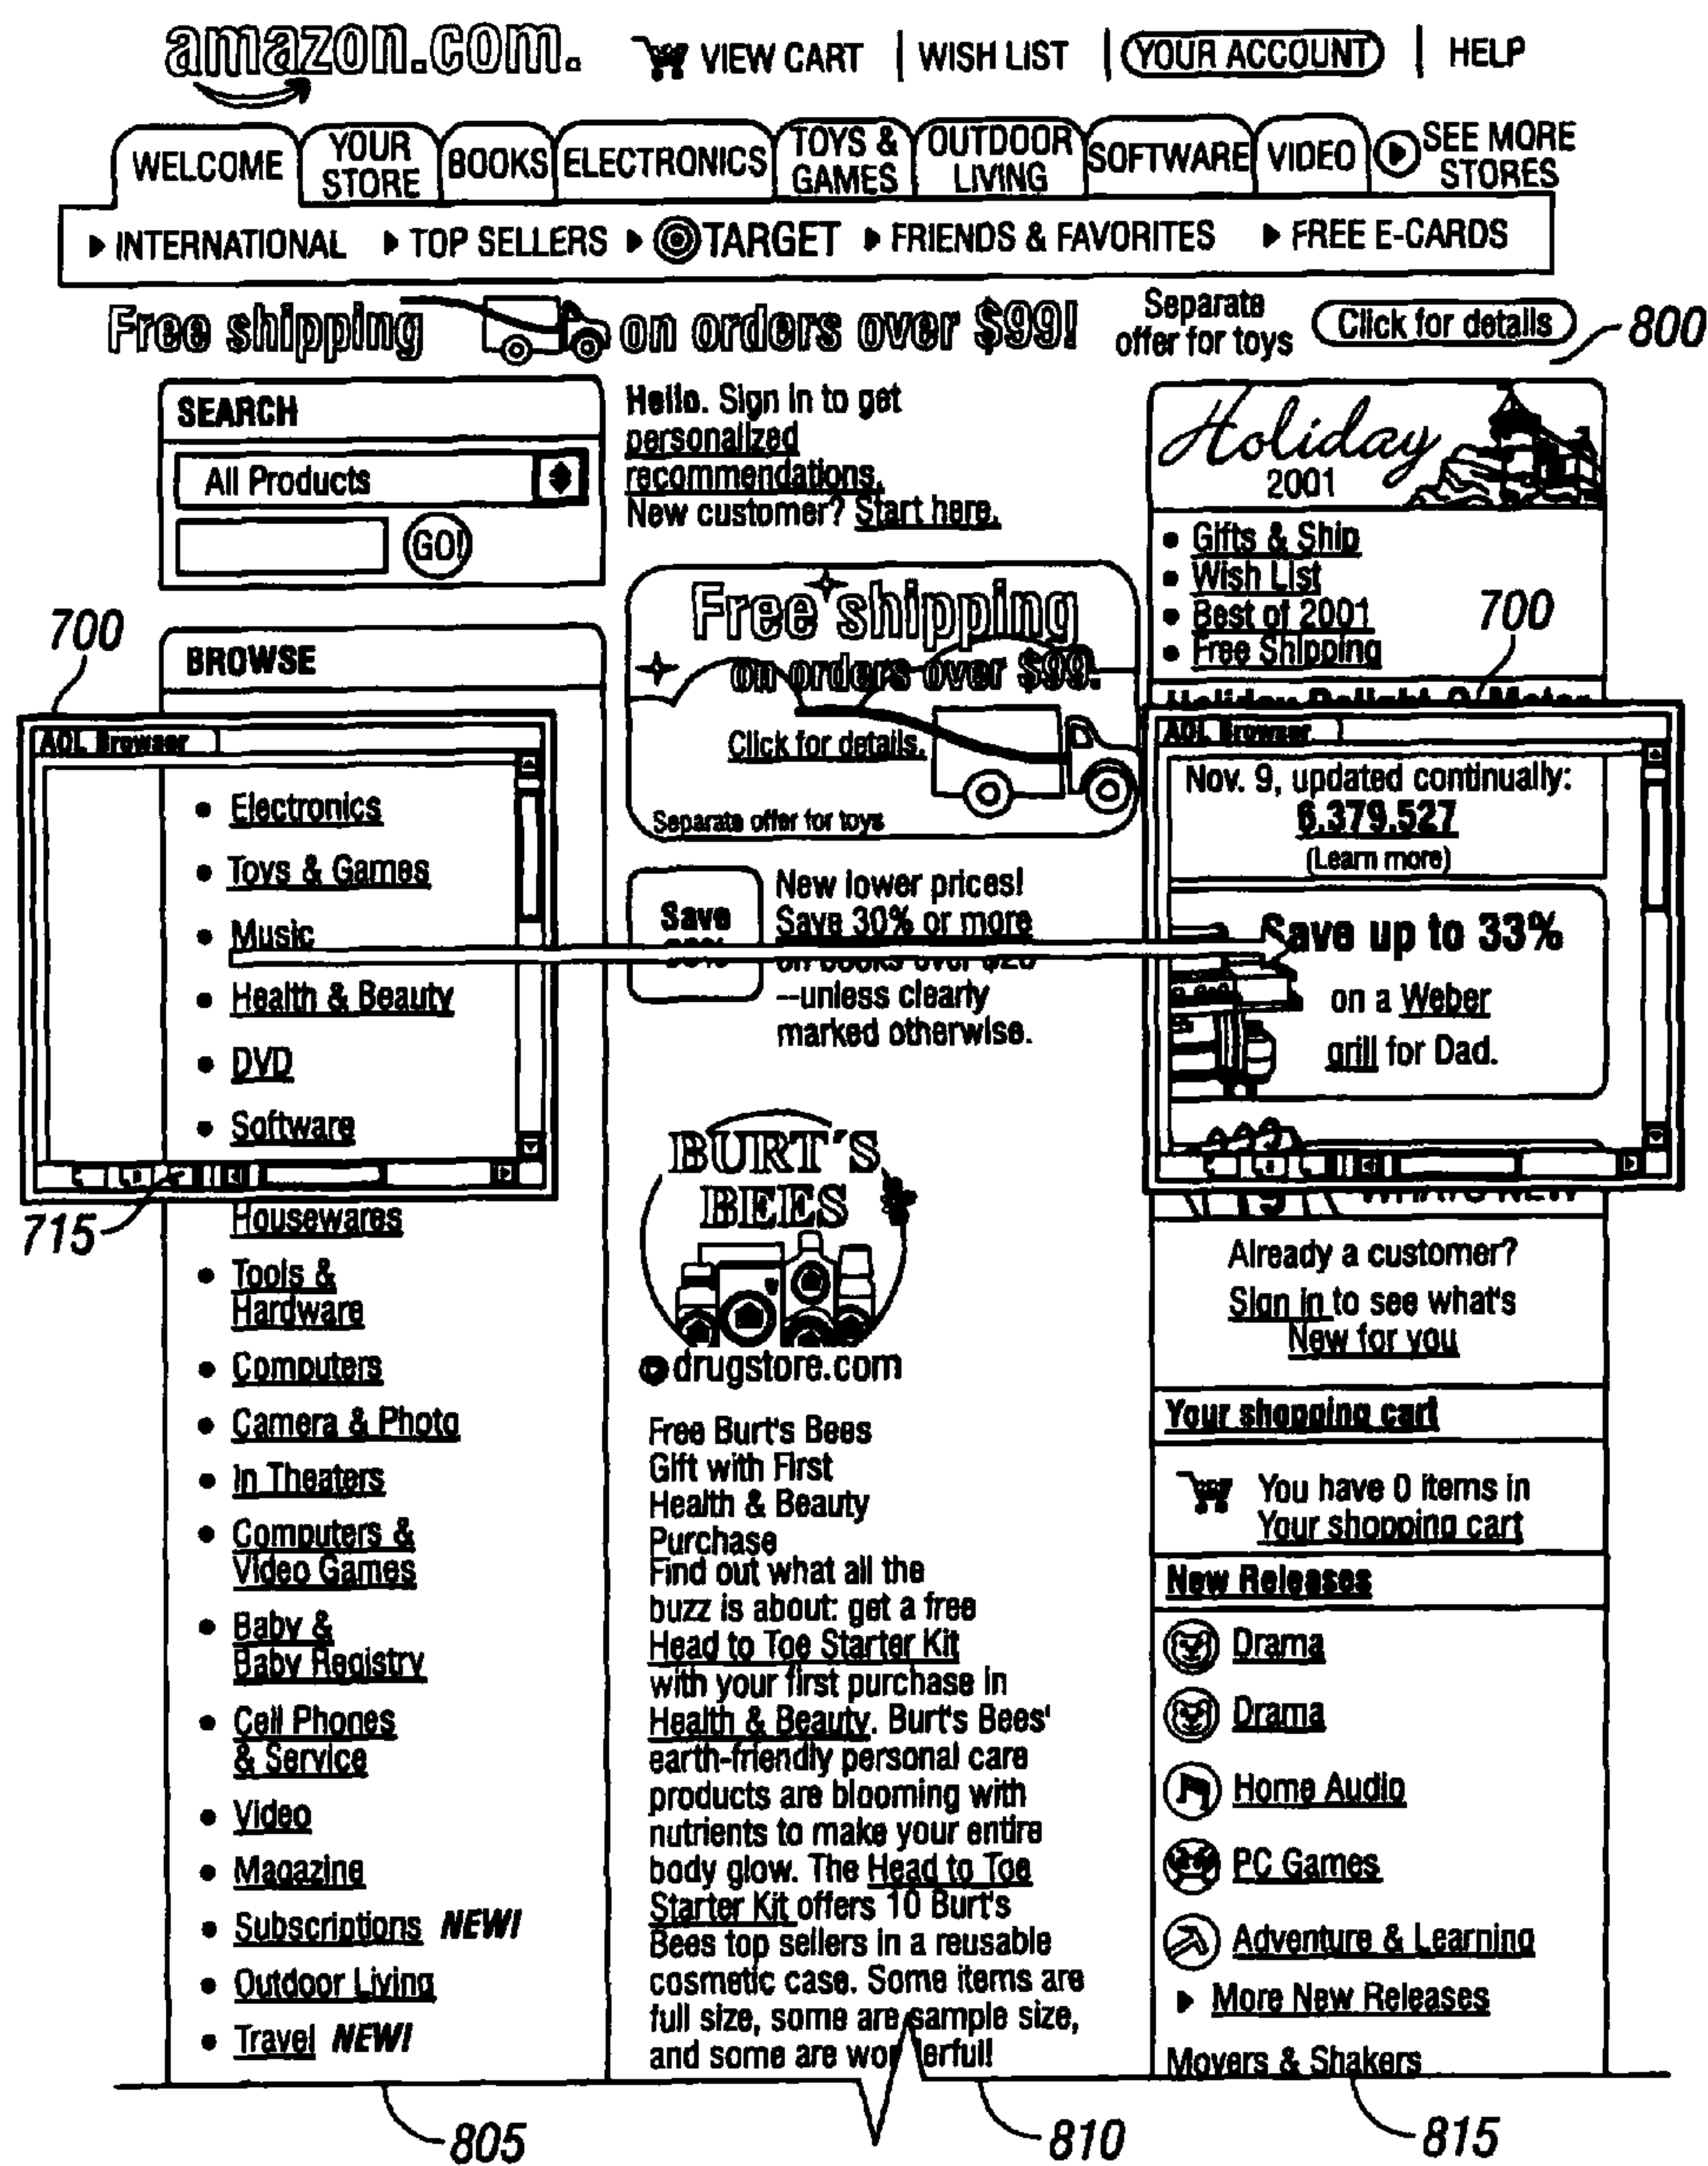 amazon.com.
VIEW CART | WISH LIST | YOUR ACCOUNT | HELP
WELCOME
YOUR STORE
BOOKS
ELECTRONICS
TOYS & GAMES
OUTDOOR LIVING
SOFTWARE
VIDEO
SEE MORE STORES
INTERNATIONAL TOP SELLERS TARGET FRIENDS & FAVORITES FREE E-CARDS
Free shipping on orders over $99!
Separate
offer for toys
Click for details
800
SEARCH
All Products
GO!
700
BROWSE
AOL Browser
• Electronics
• Toys & Games
• Music
• Health & Beauty
• DVD
• Software
715
Housewares
• Tools &
Hardware
• Computers
• Camera & Photo
• In Theaters
• Computers &
Video Games
• Baby &
Baby Registry
• Cell Phones
& Service
• Video
• Magazine
• Subscriptions NEW!
• Outdoor Living
• Travel NEW!
805
Hello. Sign in to get
personalized
recommendations.
New customer? Start here.
Free shipping
on orders over $99.
Click for details.
Separate offer for toys
Save
New lower prices!
Save 30% or more
on books over $20
--unless clearly
marked otherwise.
BURT'S
BEES
drugstore.com
Free Burt's Bees
Gift with First
Health & Beauty
Purchase
Find out what all the
buzz is about: get a free
Head to Toe Starter Kit
with your first purchase in
Health & Beauty. Burt's Bees'
earth-friendly personal care
products are blooming with
nutrients to make your entire
body glow. The Head to Toe
Starter Kit offers 10 Burt's
Bees top sellers in a reusable
cosmetic case. Some items are
full size, some are sample size,
and some are wonderful!
810
Holiday
2001
• Gifts & Ship
• Wish List
• Best of 2001
• Free Shipping
700
AOL Browser
Nov. 9, updated continually:
6,379,527
(Learn more)
Save up to 33%
on a Weber
grill for Dad.
WHAT'S NEW
Already a customer?
Sign in to see what's
New for you
Your shopping cart
You have 0 items in
Your shopping cart
New Releases
Drama
Drama
Home Audio
PC Games
Adventure & Learning
More New Releases
Movers & Shakers
815